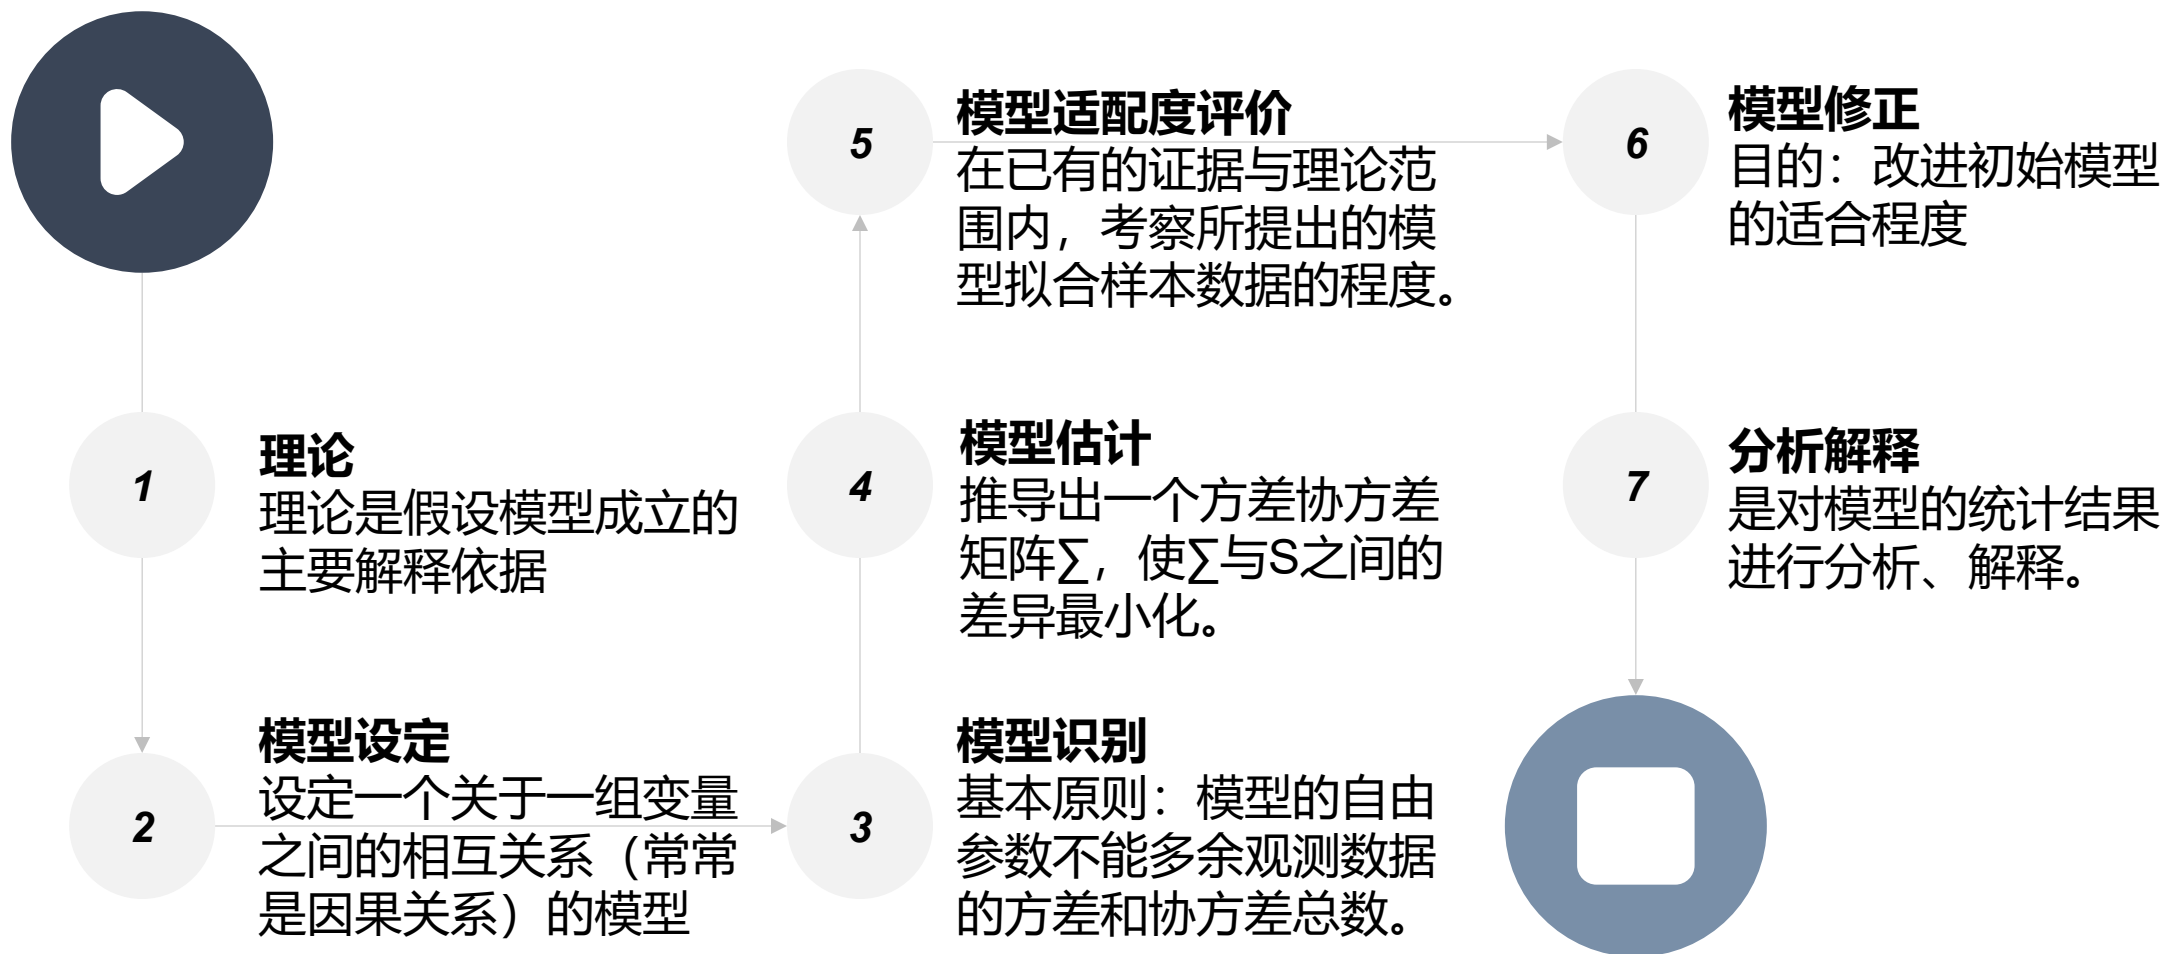 1
理论
理论是假设模型成立的
主要解释依据
2
模型设定
设定一个关于一组变量
之间的相互关系（常常
是因果关系）的模型
3
模型识别
基本原则：模型的自由
参数不能多余观测数据
的方差和协方差总数。
4
模型估计
推导出一个方差协方差
矩阵∑，使∑与S之间的
差异最小化。
5
模型适配度评价
在已有的证据与理论范
围内，考察所提出的模
型拟合样本数据的程度。
6
模型修正
目的：改进初始模型
的适合程度
7
分析解释
是对模型的统计结果
进行分析、解释。